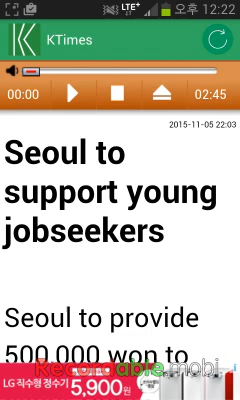 LTE 오후 12:22
KTimes
00:00 02:45
2015-11-05 22:03
Seoul to
support young
jobseekers
Seoul to provide
500,000 won to
Recordable.mobi
LG 직수형 정수기 5,900원